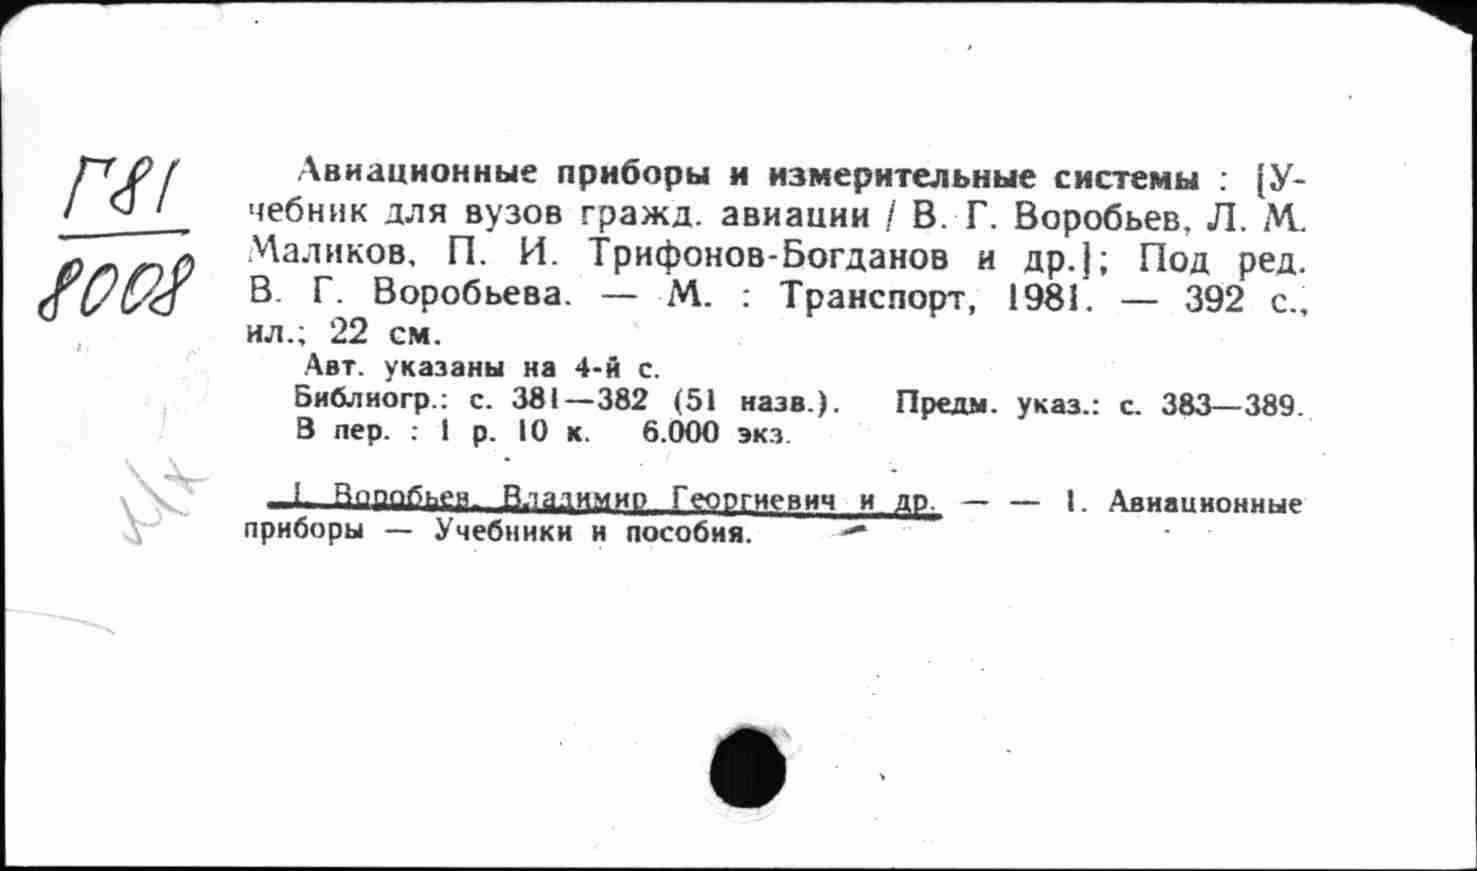 Г81
8008
Авиационные приборы и измерительные системы : [У-
чебник для вузов гражд. авиации / В. Г. Воробьев, Л. М.
Маликов, П. И. Трифонов-Богданов и др.]; Под ред.
В. Г. Воробьева. — М. : Транспорт, 1981. — 392 с.,
ил.; 22 см.
Авт. указаны на 4-й с.
Библиогр.: с. 381—382 (51 назв.). Предм. указ.: с. 383—389.
В пер. : 1 р. 10 к. 6.000 экз.
I. Воробьев, Владимир Георгиевич и др. — — 1. Авиационные
приборы — Учебники и пособия.